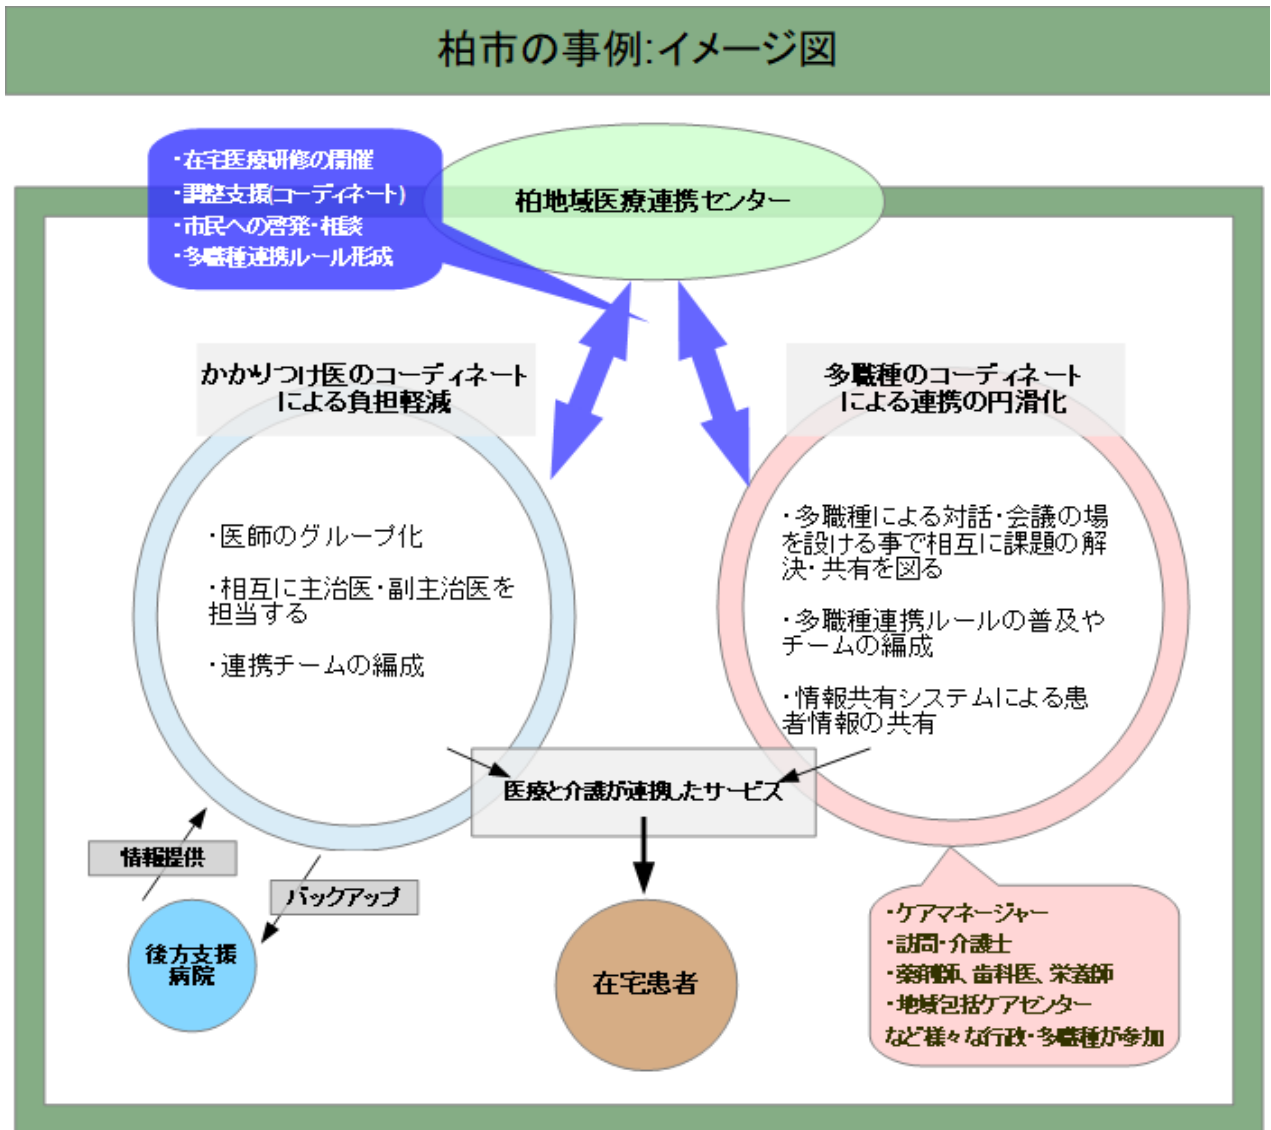 柏市の事例:イメージ図
・在宅医療研修の開催
・調整支援(コーディネート)
・市民への啓発・相談
・多職種連携ルール形成
柏地域医療連携センター
かかりつけ医のコーディネート
による負担軽減
多職種のコーディネート
による連携の円滑化
・医師のグループ化
・相互に主治医・副主治医を
担当する
・連携チームの編成
・多職種による対話・会議の場
を設ける事で相互に課題の解
決・共有を図る
・多職種連携ルールの普及や
チームの編成
・情報共有システムによる患
者情報の共有
医療と介護が連携したサービス
情報提供
バックアップ
後方支援
病院
在宅患者
・ケアマネージャー
・訪問・介護士
・薬剤師、歯科医、栄養師
・地域包括ケアセンター
など様々な行政・多職種が参加